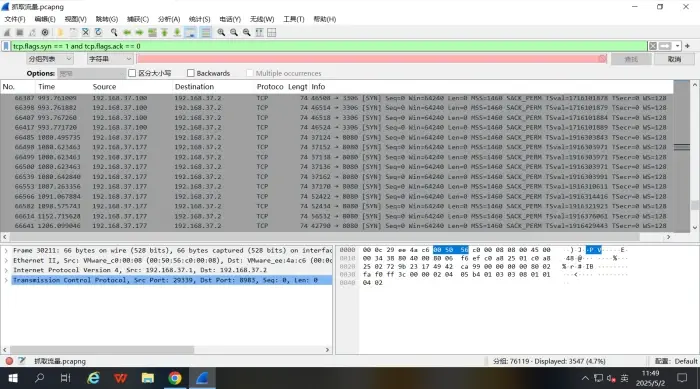 抓取流量.pcapng
文件(F) 编辑(E) 视图(V) 跳转(G) 捕获(C) 分析(A) 统计(S) 电话(Y) 无线(W) 工具(T) 帮助(H)
tcp.flags.syn == 1 and tcp.flags.ack == 0
分组列表 字符串 查找 取消
Options: 区分大小写 Backwards Multiple occurrences
No. Time Source Destination Protoco Lengt Info
66387 993.761009 192.168.37.100 192.168.37.2 TCP 74 46500 → 3306 [SYN] Seq=0 Win=64240 Len=0 MSS=1460 SACK_PERM TSval=1716101878 TSecr=0 WS=128
66398 993.761882 192.168.37.100 192.168.37.2 TCP 74 46514 → 3306 [SYN] Seq=0 Win=64240 Len=0 MSS=1460 SACK_PERM TSval=1716101879 TSecr=0 WS=128
66407 993.767260 192.168.37.100 192.168.37.2 TCP 74 46518 → 3306 [SYN] Seq=0 Win=64240 Len=0 MSS=1460 SACK_PERM TSval=1716101884 TSecr=0 WS=128
66417 993.771720 192.168.37.100 192.168.37.2 TCP 74 46524 → 3306 [SYN] Seq=0 Win=64240 Len=0 MSS=1460 SACK_PERM TSval=1716101889 TSecr=0 WS=128
66485 1080.495735 192.168.37.177 192.168.37.2 TCP 74 37124 → 8080 [SYN] Seq=0 Win=64240 Len=0 MSS=1460 SACK_PERM TSval=1916303843 TSecr=0 WS=128
66498 1080.623463 192.168.37.177 192.168.37.2 TCP 74 37132 → 8080 [SYN] Seq=0 Win=64240 Len=0 MSS=1460 SACK_PERM TSval=1916303971 TSecr=0 WS=128
66499 1080.623463 192.168.37.177 192.168.37.2 TCP 74 37138 → 8080 [SYN] Seq=0 Win=64240 Len=0 MSS=1460 SACK_PERM TSval=1916303971 TSecr=0 WS=128
66500 1080.623463 192.168.37.177 192.168.37.2 TCP 74 37154 → 8080 [SYN] Seq=0 Win=64240 Len=0 MSS=1460 SACK_PERM TSval=1916303971 TSecr=0 WS=128
66539 1080.642840 192.168.37.177 192.168.37.2 TCP 74 37162 → 8080 [SYN] Seq=0 Win=64240 Len=0 MSS=1460 SACK_PERM TSval=1916303991 TSecr=0 WS=128
66553 1087.263356 192.168.37.177 192.168.37.2 TCP 74 37170 → 8080 [SYN] Seq=0 Win=64240 Len=0 MSS=1460 SACK_PERM TSval=1916310611 TSecr=0 WS=128
66566 1091.067884 192.168.37.177 192.168.37.2 TCP 74 52422 → 8080 [SYN] Seq=0 Win=64240 Len=0 MSS=1460 SACK_PERM TSval=1916314416 TSecr=0 WS=128
66582 1098.575743 192.168.37.177 192.168.37.2 TCP 74 52434 → 8080 [SYN] Seq=0 Win=64240 Len=0 MSS=1460 SACK_PERM TSval=1916321923 TSecr=0 WS=128
66614 1152.715628 192.168.37.177 192.168.37.2 TCP 74 56512 → 8080 [SYN] Seq=0 Win=64240 Len=0 MSS=1460 SACK_PERM TSval=1916376061 TSecr=0 WS=128
66641 1206.099046 192.168.37.177 192.168.37.2 TCP 74 42790 → 8080 [SYN] Seq=0 Win=64240 Len=0 MSS=1460 SACK_PERM TSval=1916429443 TSecr=0 WS=128
Frame 30211: 66 bytes on wire (528 bits), 66 bytes captured (528 bits) on interfac
Ethernet II, Src: VMware_c0:00:08 (00:50:56:c0:00:08), Dst: VMware_ee:4a:c6 (00:0c
Internet Protocol Version 4, Src: 192.168.37.1, Dst: 192.168.37.2
Transmission Control Protocol, Src Port: 29339, Dst Port: 8983, Seq: 0, Len: 0
0000 00 0c 29 ee 4a c6 00 50 56 c0 00 08 08 00 45 00
0010 00 34 38 80 40 00 80 06 f6 ef c0 a8 25 01 c0 a8
0020 25 02 72 9b 23 17 49 42 ca 99 00 00 00 00 80 02
0030 fa f0 ff 3c 00 00 02 04 05 b4 01 03 03 08 01 01
0040 04 02
抓取流量.pcapng 分组: 76119 · Displayed: 3547 (4.7%) 配置: Default
英 11:49
2025/5/2